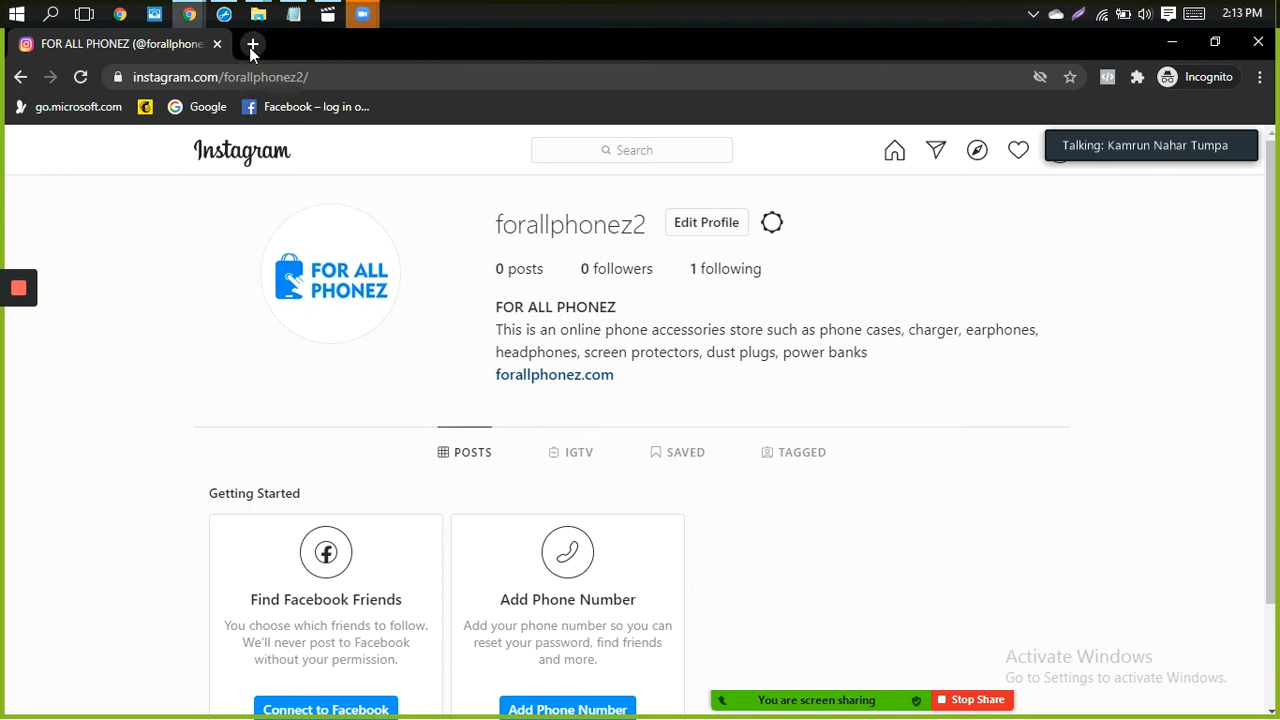 2:13 PM
FOR ALL PHONEZ (@forallphone
instagram.com/forallphonez2/
Incognito
go.microsoft.com
Google
Facebook – log in o...
Instagram
Search
Talking: Kamrun Nahar Tumpa
forallphonez2
Edit Profile
0 posts
0 followers
1 following
FOR ALL PHONEZ
FOR ALL PHONEZ
This is an online phone accessories store such as phone cases, charger, earphones,
headphones, screen protectors, dust plugs, power banks
forallphonez.com
POSTS
IGTV
SAVED
TAGGED
Getting Started
Find Facebook Friends
You choose which friends to follow.
We'll never post to Facebook
without your permission.
Connect to Facebook
Add Phone Number
Add your phone number so you can
reset your password, find friends
and more.
Add Phone Number
Activate Windows
Go to Settings to activate Windows.
You are screen sharing
Stop Share